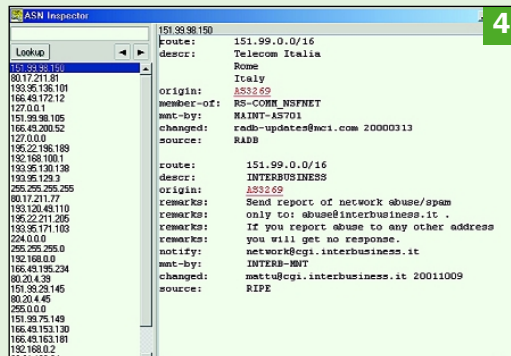 ASN Inspector
4
Lookup
151.99.98.150
80.17.211.81
193.95.136.101
166.49.172.12
127.0.0.1
151.99.98.105
166.49.200.52
127.0.0.0
195.22.196.189
192.168.100.1
193.95.130.138
193.95.129.3
255.255.255.255
80.17.211.77
193.120.49.110
195.22.211.205
193.95.171.103
224.0.0.0
255.255.255.0
192.168.0.0
166.49.195.234
80.20.4.39
151.99.29.145
80.20.4.45
255.0.0.0
151.99.75.149
166.49.153.130
166.49.163.181
192.168.0.2
151.99.98.150
route: 151.99.0.0/16
descr: Telecom Italia
Rome
Italy
origin: AS3269
member-of: RS-COMM_NSFNET
mnt-by: MAINT-AS701
changed: radb-updates@mci.com 20000313
source: RADB
route: 151.99.0.0/16
descr: INTERBUSINESS
origin: AS3269
remarks: Send report of network abuse/spam
remarks: only to: abuse@interbusiness.it .
remarks: If you report abuse to any other address
remarks: you will get no response.
notify: network@cgi.interbusiness.it
mnt-by: INTERB-MNT
changed: mattu@cgi.interbusiness.it 20011009
source: RIPE